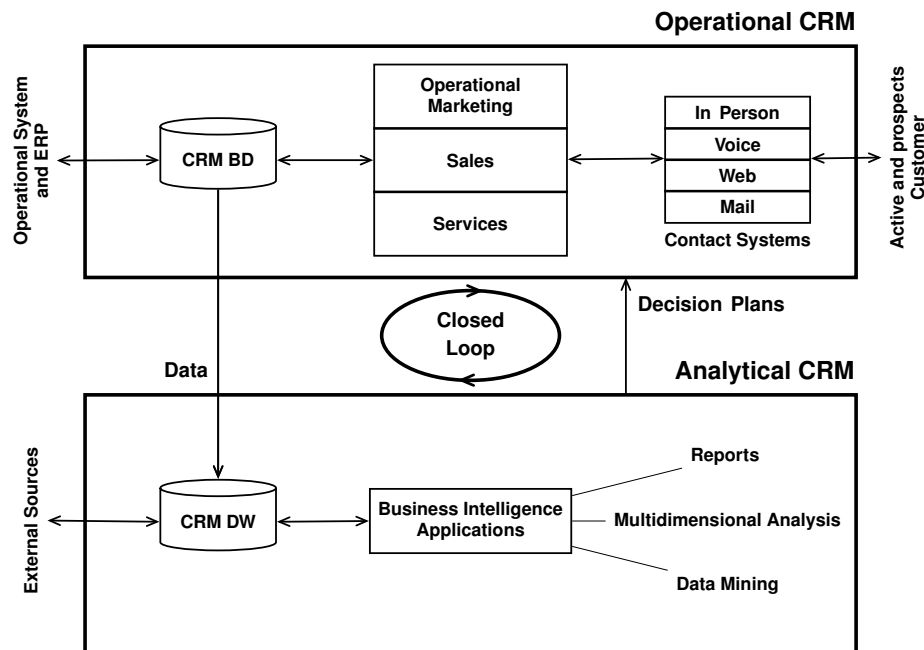 Operational CRM
Operational System
and ERP
CRM BD
Operational
Marketing
Sales
Services
In Person
Voice
Web
Mail
Contact Systems
Active and prospects
Customer
Closed
Loop
Decision Plans
Data
Analytical CRM
External Sources
CRM DW
Business Intelligence
Applications
Reports
Multidimensional Analysis
Data Mining